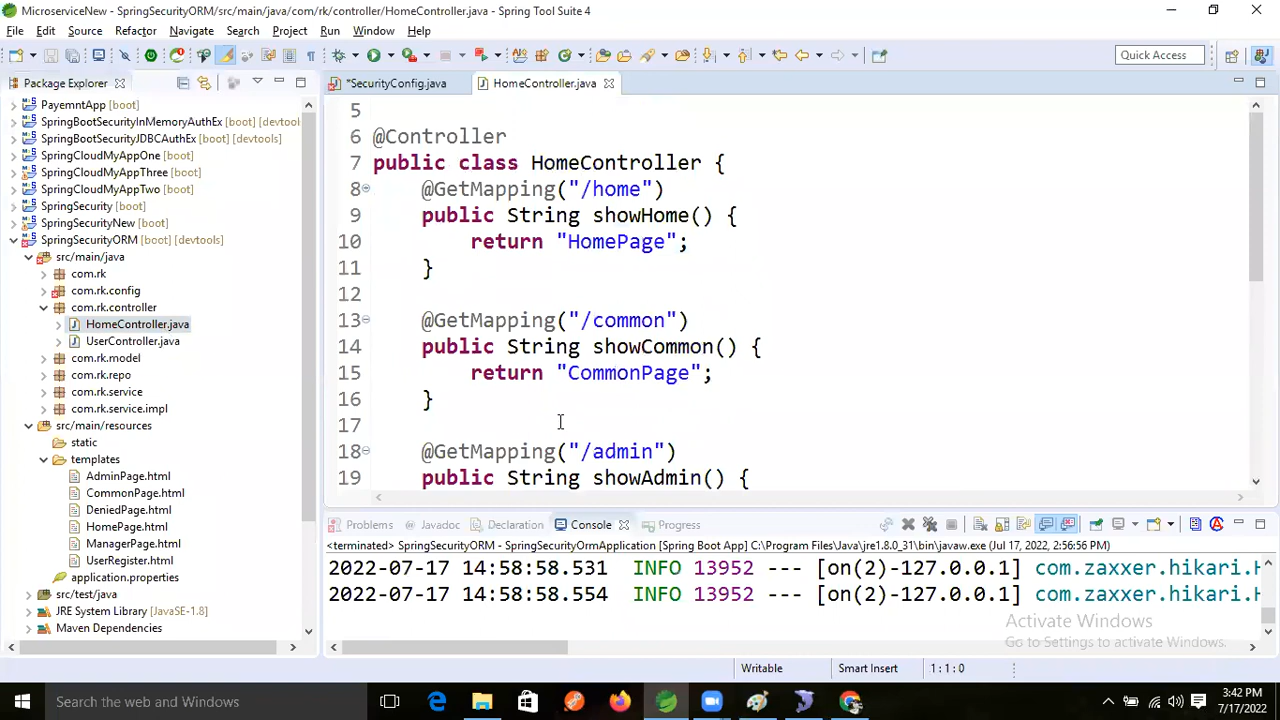 MicroserviceNew - SpringSecurityORM/src/main/java/com/rk/controller/HomeController.java - Spring Tool Suite 4
File Edit Source Refactor Navigate Search Project Run Window Help
Quick Access
Package Explorer
*SecurityConfig.java
HomeController.java
PayemntApp [boot]
SpringBootSecurityInMemoryAuthEx [boot] [devtools
SpringBootSecurityJDBCAuthEx [boot] [devtools]
SpringCloudMyAppOne [boot]
SpringCloudMyAppThree [boot]
SpringCloudMyAppTwo [boot]
SpringSecurity [boot]
SpringSecurityNew [boot]
SpringSecurityORM [boot] [devtools]
src/main/java
com.rk
com.rk.config
com.rk.controller
HomeController.java
UserController.java
com.rk.model
com.rk.repo
com.rk.service
com.rk.service.impl
src/main/resources
static
templates
AdminPage.html
CommonPage.html
DeniedPage.html
HomePage.html
ManagerPage.html
UserRegister.html
application.properties
src/test/java
JRE System Library [JavaSE-1.8]
Maven Dependencies
5
6 @Controller
7 public class HomeController {
8 @GetMapping("/home")
9 public String showHome() {
10 return "HomePage";
11 }
12
13 @GetMapping("/common")
14 public String showCommon() {
15 return "CommonPage";
16 }
17
18 @GetMapping("/admin")
19 public String showAdmin() {
Problems Javadoc Declaration Console Progress
<terminated> SpringSecurityORM - SpringSecurityOrmApplication [Spring Boot App] C:\Program Files\Java\jre1.8.0_31\bin\javaw.exe (Jul 17, 2022, 2:56:56 PM)
2022-07-17 14:58:58.531 INFO 13952 --- [on(2)-127.0.0.1] com.zaxxer.hikari.H
2022-07-17 14:58:58.554 INFO 13952 --- [on(2)-127.0.0.1] com.zaxxer.hikari.H
Activate Windows
Go to Settings to activate Windows.
Writable Smart Insert 1 : 1 : 0
Search the web and Windows
3:42 PM
7/17/2022